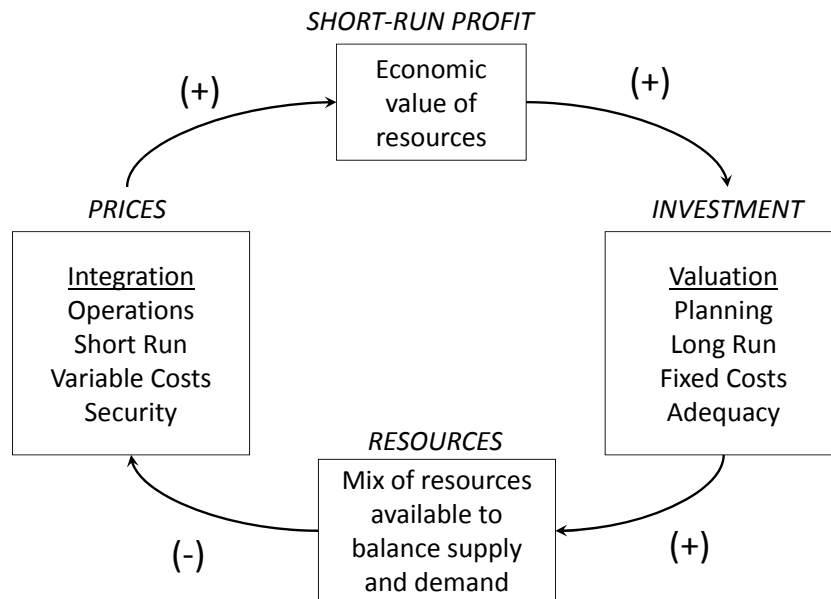 SHORT-RUN PROFIT
Economic
value of
resources
(+)
(+)
PRICES
INVESTMENT
Integration
Operations
Short Run
Variable Costs
Security
Valuation
Planning
Long Run
Fixed Costs
Adequacy
RESOURCES
Mix of resources
available to
balance supply
and demand
(-)
(+)